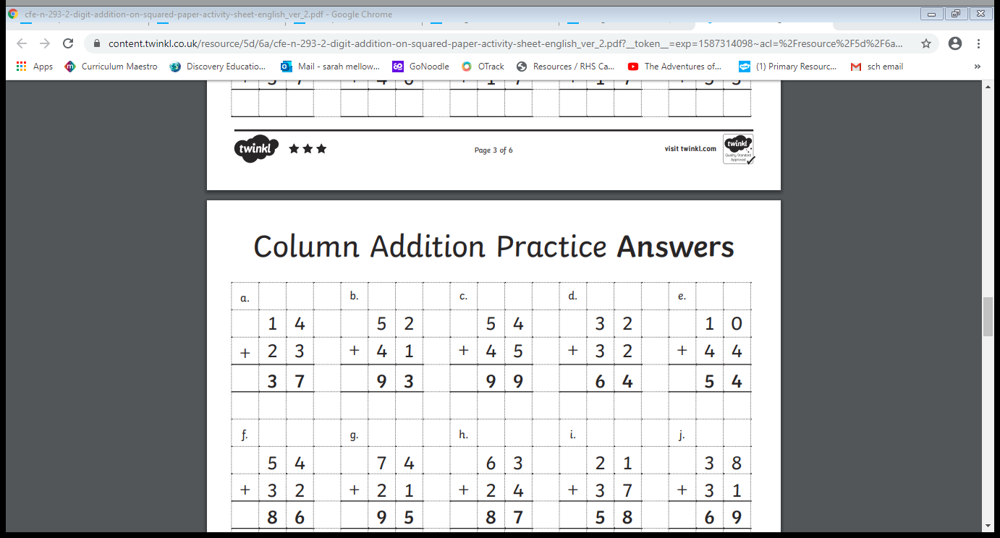 cfe-n-293-2-digit-addition-on-squared-paper-activity-sheet-english_ver_2.pdf - Google Chrome
content.twinkl.co.uk/resource/5d/6a/cfe-n-293-2-digit-addition-on-squared-paper-activity-sheet-english_ver_2.pdf?__token__=exp=1587314098~acl=%2Fresource%2F5d%2F6a...
Apps Curriculum Maestro Discovery Educatio... Mail - sarah mellow... GoNoodle OTrack Resources / RHS Ca... The Adventures of... (1) Primary Resourc... sch email »
twinkl Page 3 of 6 visit twinkl.com twinkl
Quality Standard
Approved
Column Addition Practice Answers
a. b. c. d. e.
1 4 5 2 5 4 3 2 1 0
+ 2 3 + 4 1 + 4 5 + 3 2 + 4 4
3 7 9 3 9 9 6 4 5 4
f. g. h. i. j.
5 4 7 4 6 3 2 1 3 8
+ 3 2 + 2 1 + 2 4 + 3 7 + 3 1
8 6 9 5 8 7 5 8 6 9